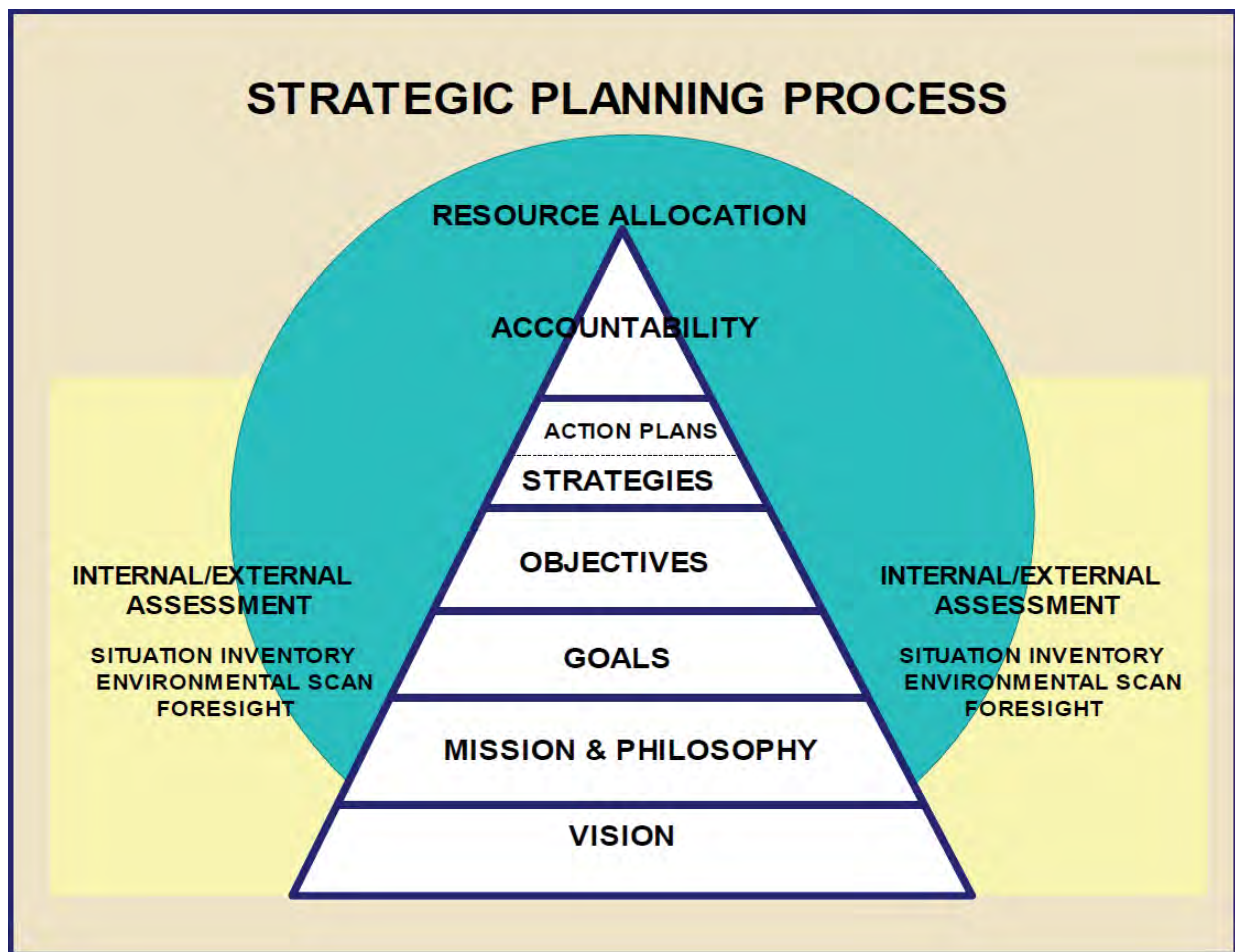 STRATEGIC PLANNING PROCESS
RESOURCE ALLOCATION
ACCOUNTABILITY
ACTION PLANS
STRATEGIES
OBJECTIVES
GOALS
MISSION & PHILOSOPHY
VISION
INTERNAL/EXTERNAL
ASSESSMENT
SITUATION INVENTORY
ENVIRONMENTAL SCAN
FORESIGHT
INTERNAL/EXTERNAL
ASSESSMENT
SITUATION INVENTORY
ENVIRONMENTAL SCAN
FORESIGHT